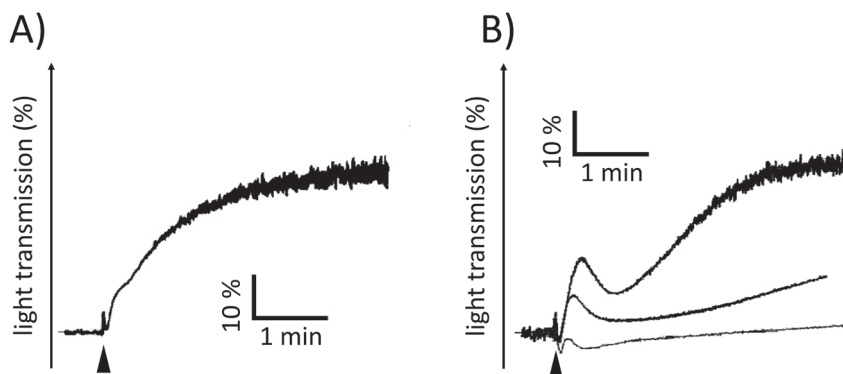 A)
light transmission (%)
10 %
1 min
B)
light transmission (%)
10 %
1 min